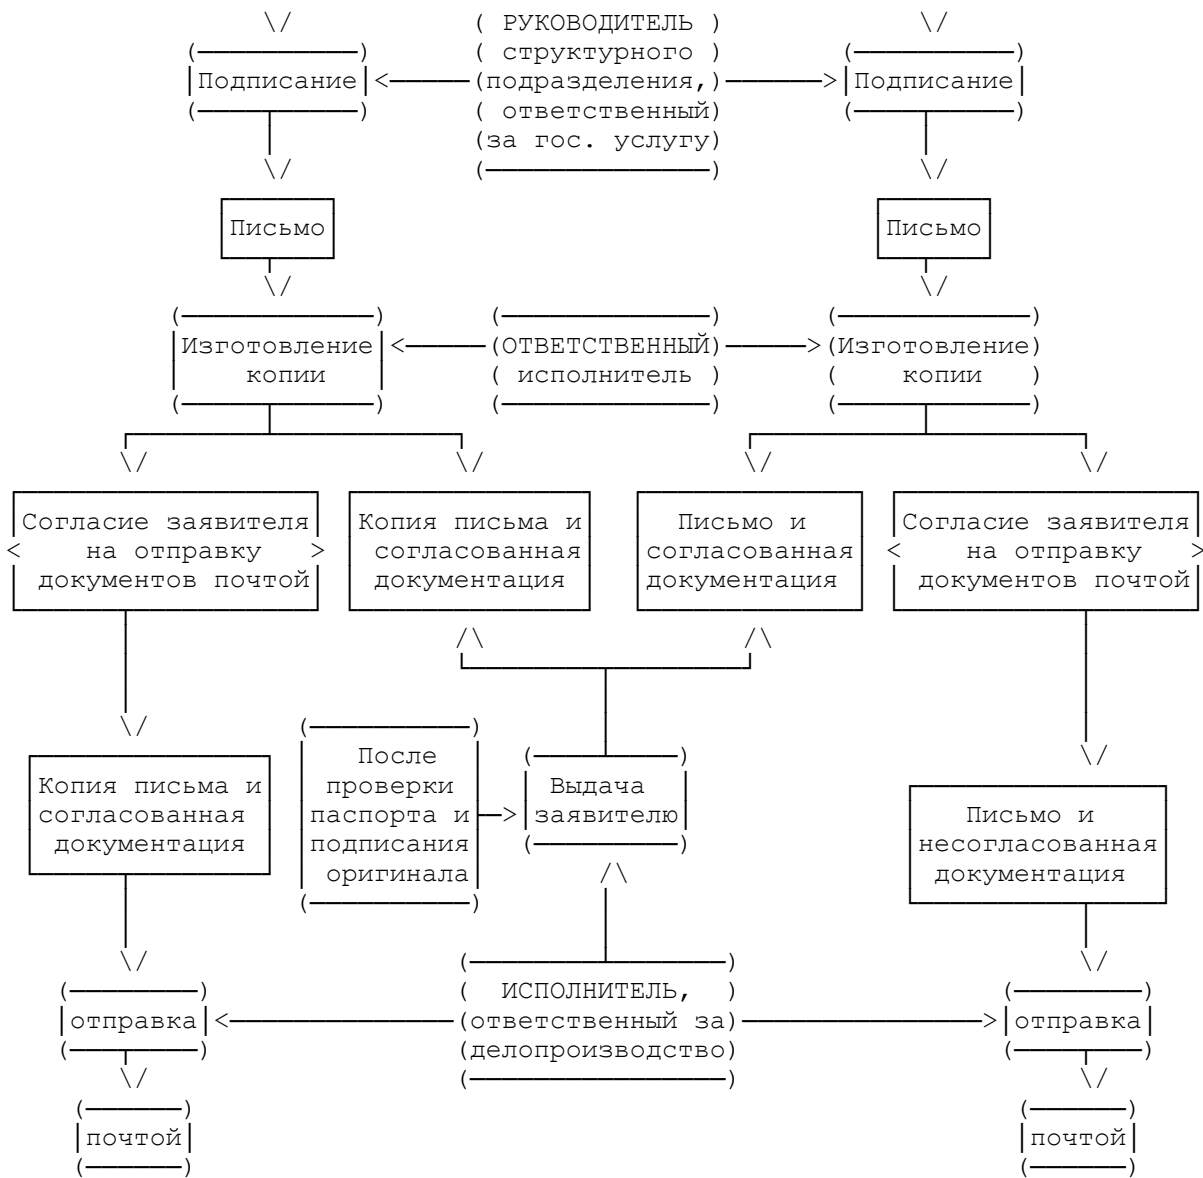 РУКОВОДИТЕЛЬ
структурного
подразделения,
ответственный
за гос. услугу
Подписание
Подписание
Письмо
Письмо
Изготовление
копии
ОТВЕТСТВЕННЫЙ
исполнитель
Изготовление
копии
Согласие заявителя
на отправку
документов почтой
Копия письма и
согласованная
документация
Письмо и
согласованная
документация
Согласие заявителя
на отправку
документов почтой
Копия письма и
согласованная
документация
После
проверки
паспорта и
подписания
оригинала
Выдача
заявителю
Письмо и
несогласованная
документация
отправка
ИСПОЛНИТЕЛЬ,
ответственный за
делопроизводство
отправка
почтой
почтой